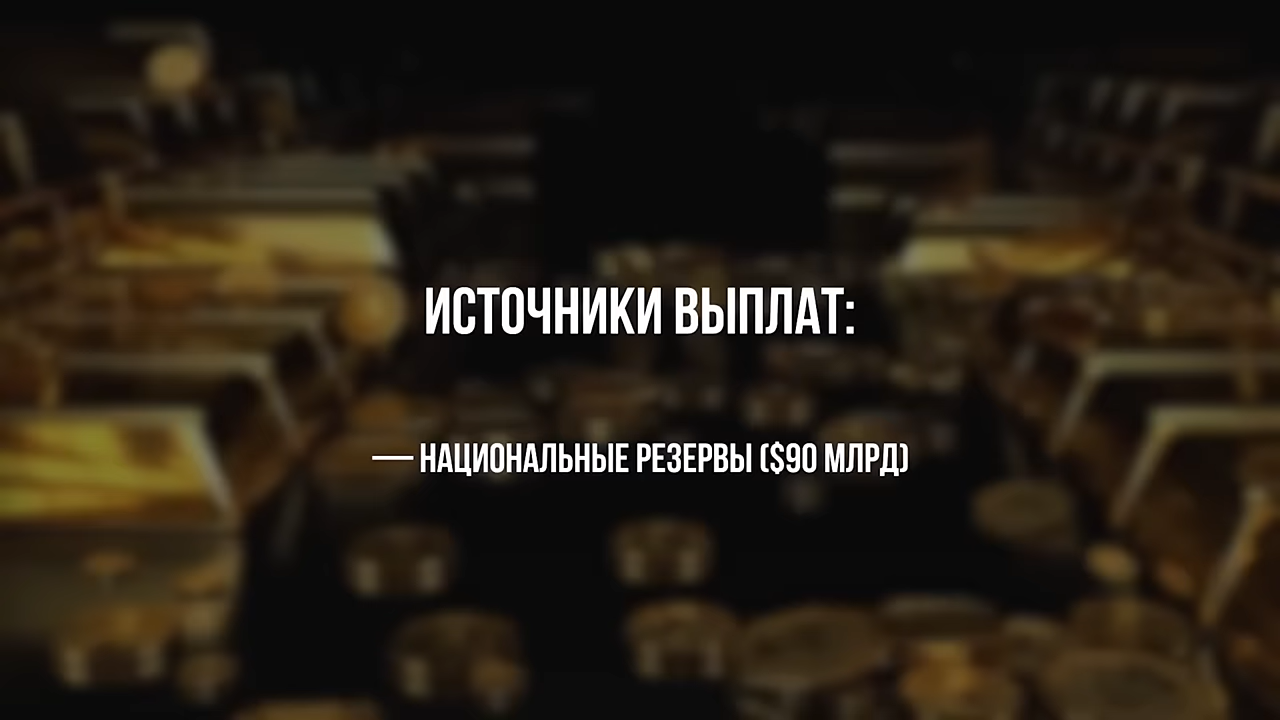 ИСТОЧНИКИ ВЫПЛАТ:
— НАЦИОНАЛЬНЫЕ РЕЗЕРВЫ ($90 МЛРД)